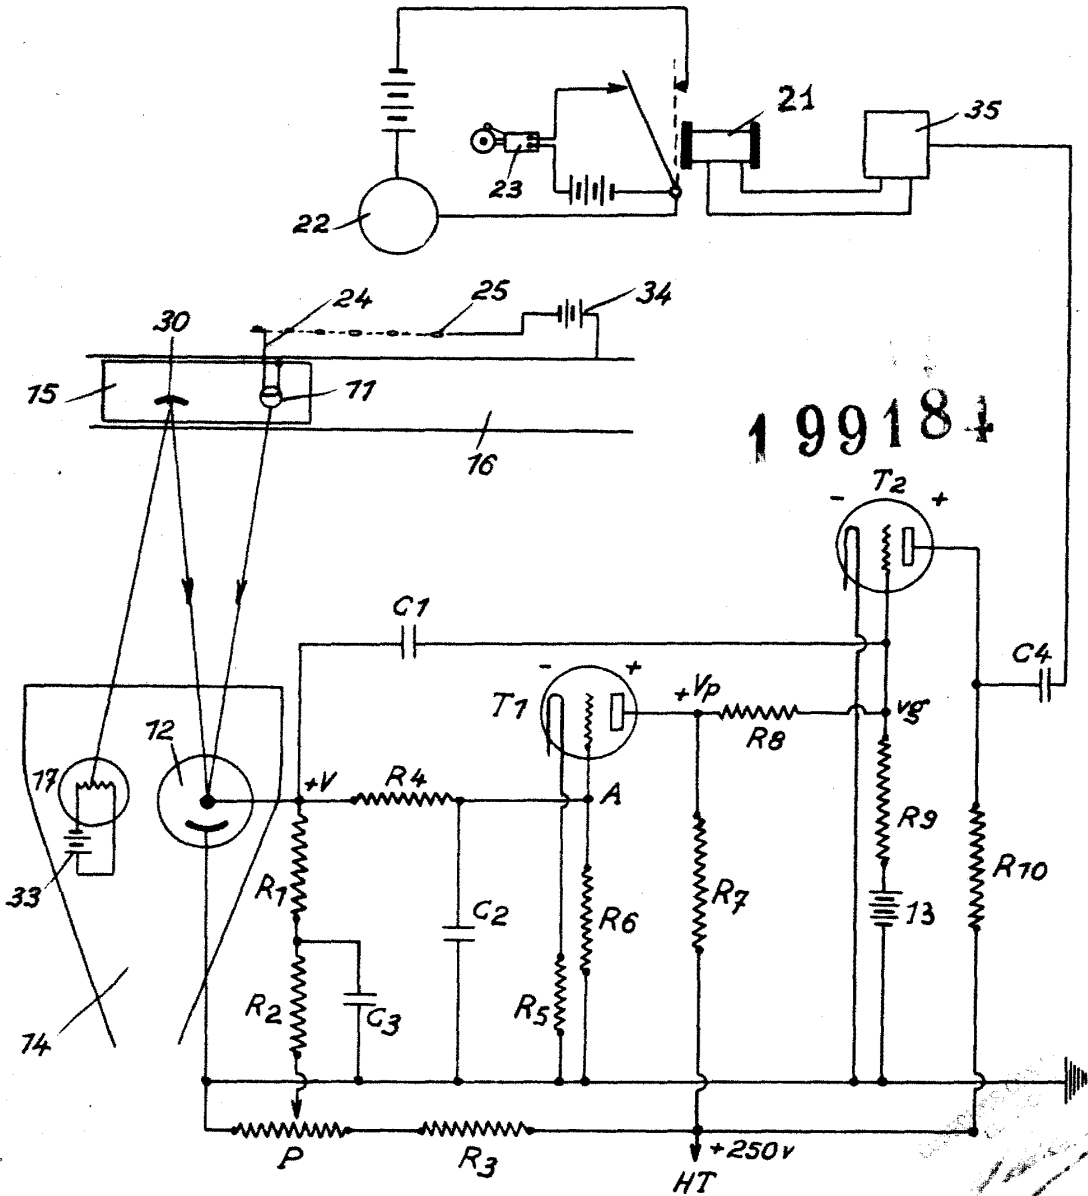 21
35
23
22
24
25
34
30
15
11
16
199184
T2
- +
C1
C4
- +
T1
+Vp
vg
R8
12
17
+V
R4
A
R9
R10
33
R1
C2
R6
R7
13
R2
C3
R5
14
P
R3
+250v
HT